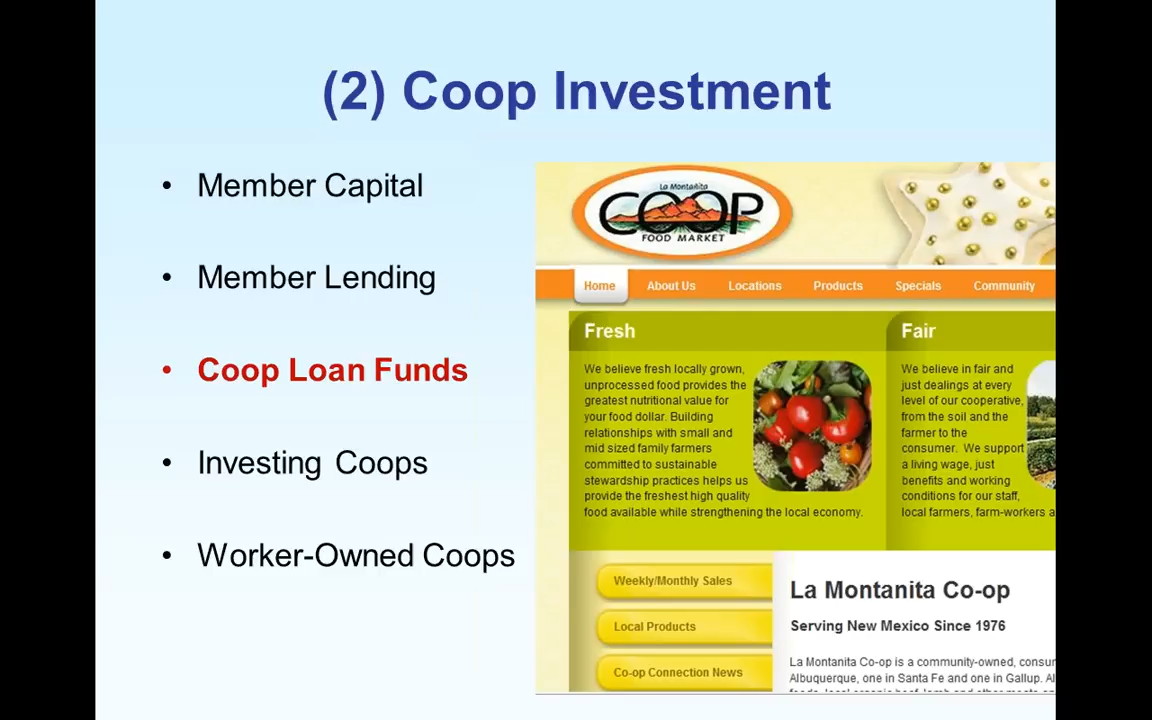 (2) Coop Investment
• Member Capital
• Member Lending
• Coop Loan Funds
• Investing Coops
• Worker-Owned Coops
La Montañita
COOP
FOOD MARKET
Home About Us Locations Products Specials Community
Fresh
We believe fresh locally grown,
unprocessed food provides the
greatest nutritional value for
your food dollar. Building
relationships with small and
mid sized family farmers
committed to sustainable
stewardship practices helps us
provide the freshest high quality
food available while strengthening the local economy.
Fair
We believe in fair and
just dealings at every
level of our cooperative,
from the soil and the
farmer to the
consumer. We support
a living wage, just
benefits and working
conditions for our staff,
local farmers, farm-workers a
Weekly/Monthly Sales
Local Products
Co-op Connection News
La Montanita Co-op
Serving New Mexico Since 1976
La Montanita Co-op is a community-owned, consu
Albuquerque, one in Santa Fe and one in Gallup. Al